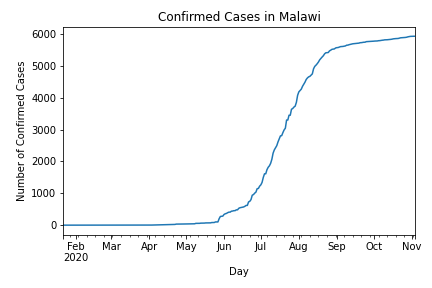 Confirmed Cases in Malawi
Number of Confirmed Cases
6000
5000
4000
3000
2000
1000
0
Feb Mar Apr May Jun Jul Aug Sep Oct Nov
2020
Day